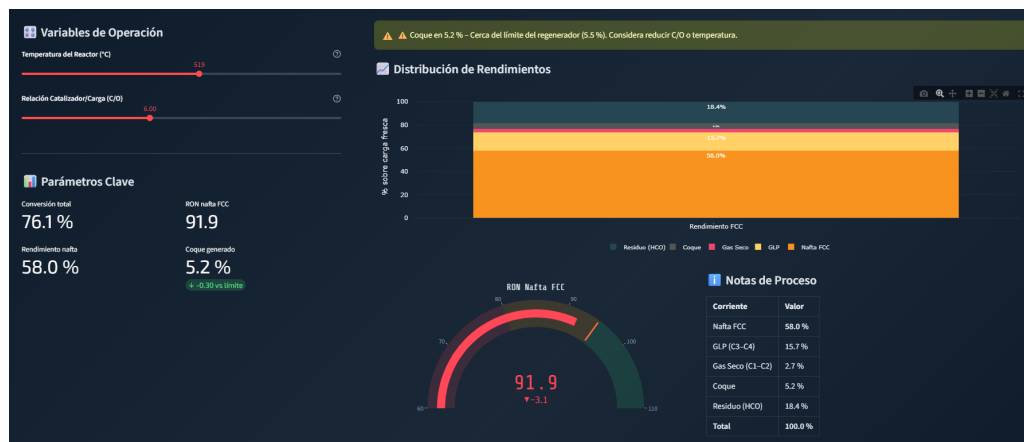 Variables de Operación
Temperatura del Reactor (°C)
519
Relación Catalizador/Carga (C/O)
6.00
Parámetros Clave
Conversión total
76.1 %
RON nafta FCC
91.9
Rendimiento nafta
58.0 %
Coque generado
5.2 %
↓ -0.30 vs límite
Coque en 5.2 % – Cerca del límite del regenerador (5.5 %). Considera reducir C/O o temperatura.
Distribución de Rendimientos
% sobre carga fresca
100
80
60
40
20
0
18.4%
15.7%
58.0%
Rendimiento FCC
Residuo (HCO) Coque Gas Seco GLP Nafta FCC
RON Nafta FCC
60
70
80
90
100
110
91.9
▼-3.1
Notas de Proceso
Corriente Valor
Nafta FCC 58.0 %
GLP (C3–C4) 15.7 %
Gas Seco (C1–C2) 2.7 %
Coque 5.2 %
Residuo (HCO) 18.4 %
Total 100.0 %